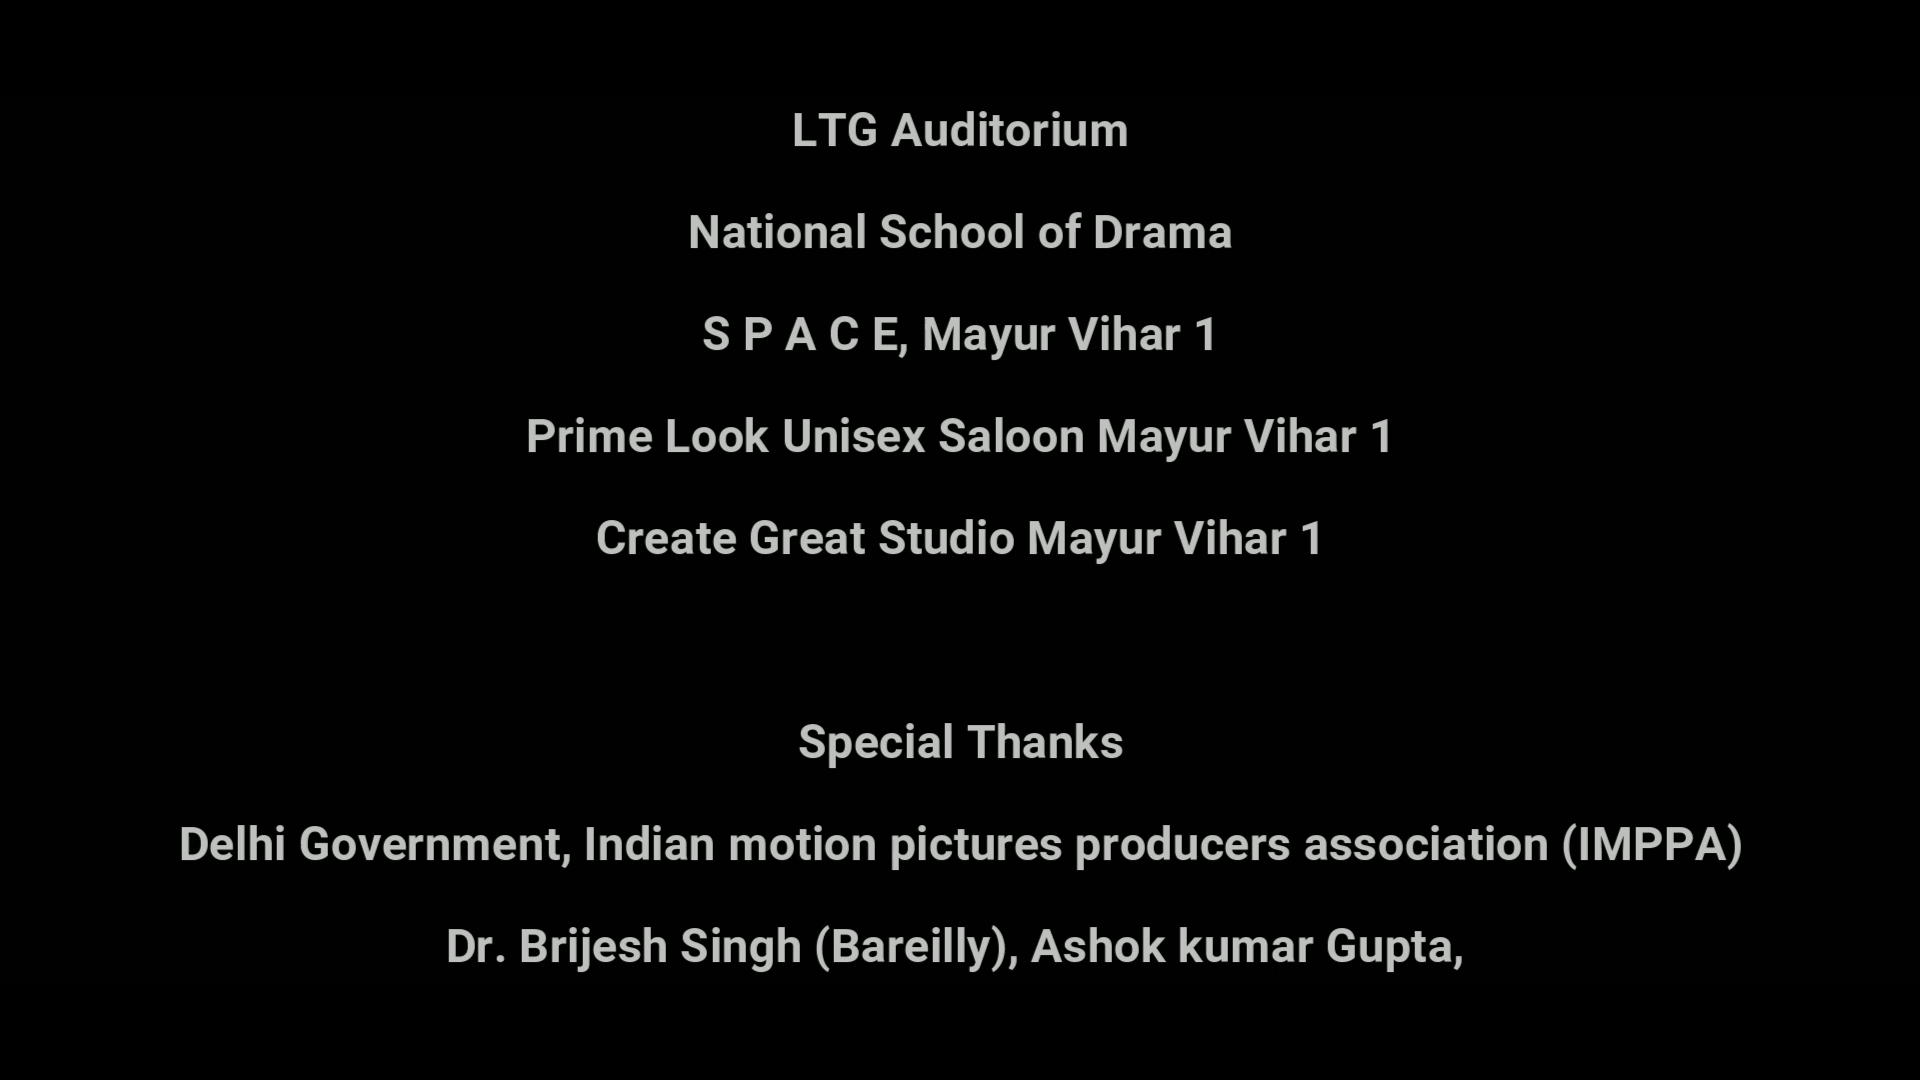 LTG Auditorium
National School of Drama
S P A C E, Mayur Vihar 1
Prime Look Unisex Saloon Mayur Vihar 1
Create Great Studio Mayur Vihar 1
Special Thanks
Delhi Government, Indian motion pictures producers association (IMPPA)
Dr. Brijesh Singh (Bareilly), Ashok kumar Gupta,